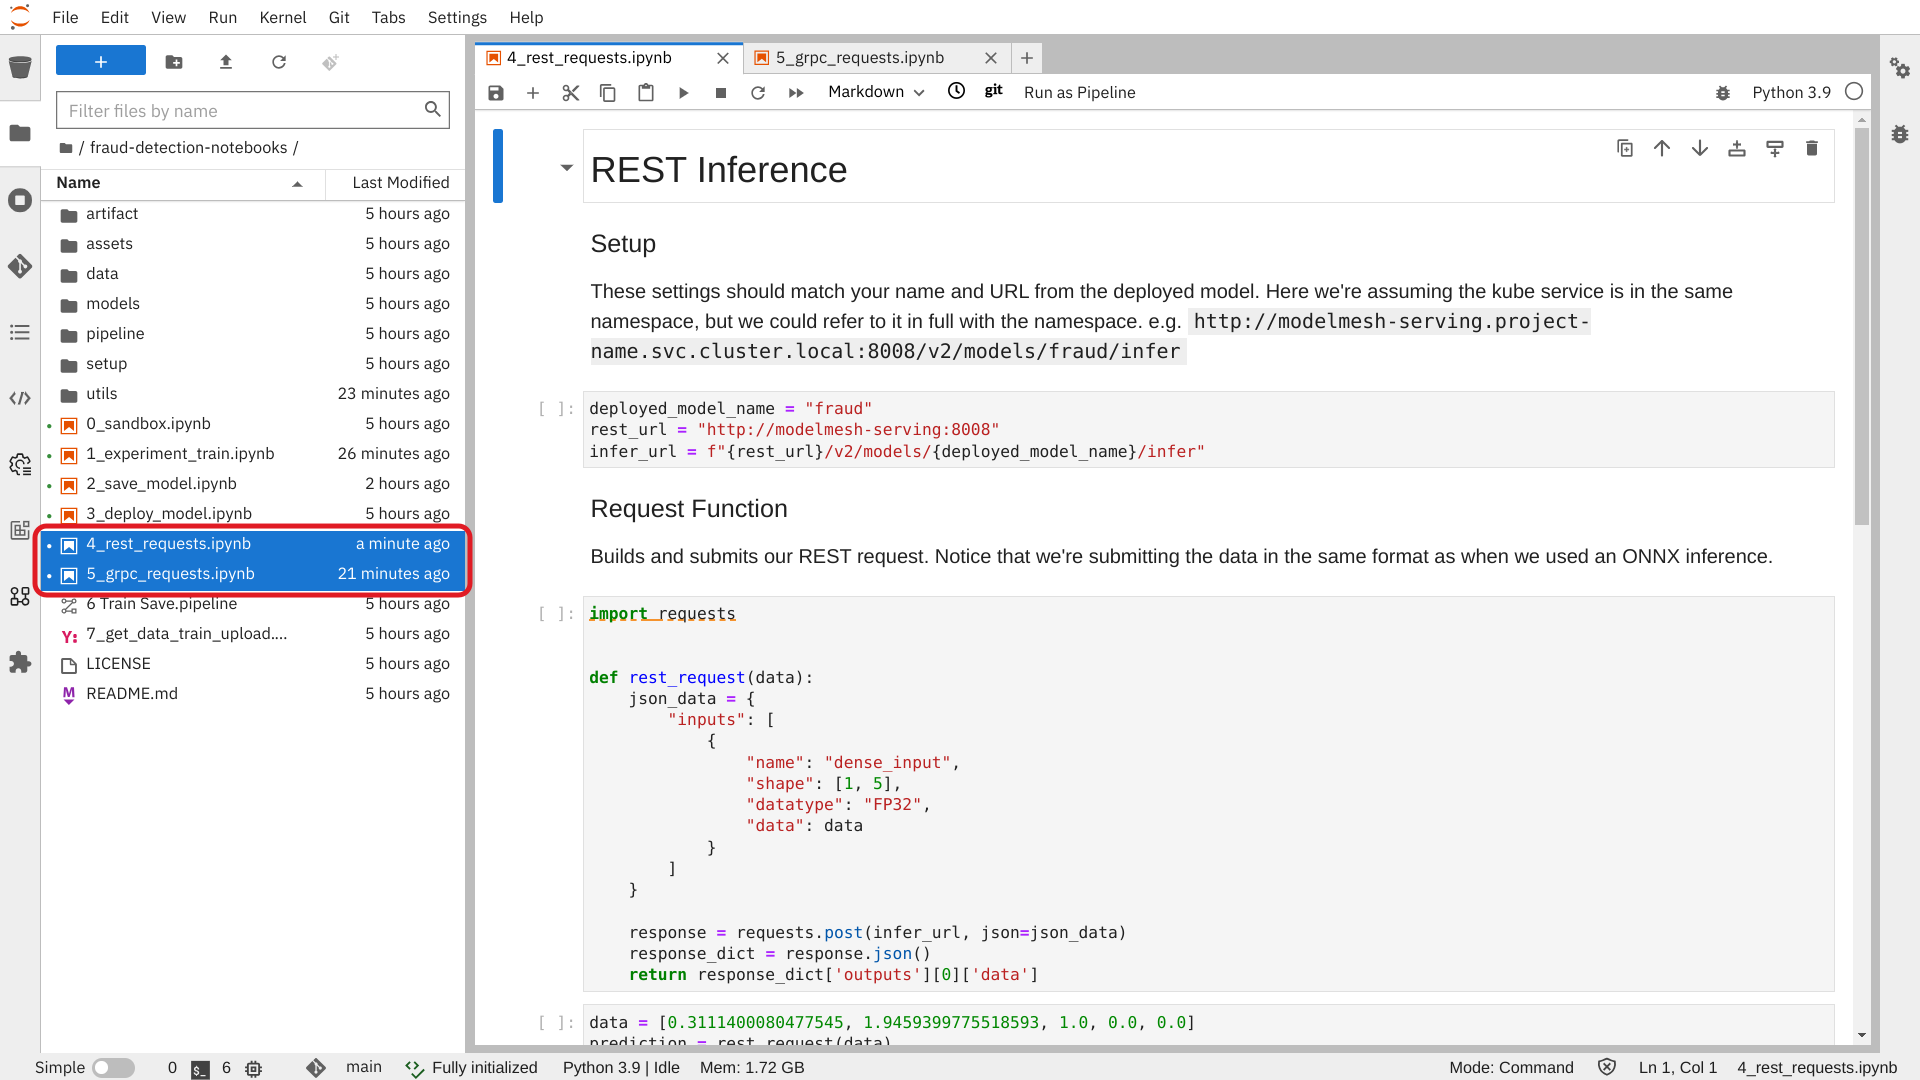 File Edit View Run Kernel Git Tabs Settings Help
4_rest_requests.ipynb 5_grpc_requests.ipynb
Markdown git Run as Pipeline Python 3.9
Filter files by name
/ fraud-detection-notebooks /
Name Last Modified
artifact 5 hours ago
assets 5 hours ago
data 5 hours ago
models 5 hours ago
pipeline 5 hours ago
setup 5 hours ago
utils 23 minutes ago
0_sandbox.ipynb 5 hours ago
1_experiment_train.ipynb 26 minutes ago
2_save_model.ipynb 2 hours ago
3_deploy_model.ipynb 5 hours ago
4_rest_requests.ipynb a minute ago
5_grpc_requests.ipynb 21 minutes ago
6 Train Save.pipeline 5 hours ago
7_get_data_train_upload.... 5 hours ago
LICENSE 5 hours ago
README.md 5 hours ago
REST Inference
Setup
These settings should match your name and URL from the deployed model. Here we're assuming the kube service is in the same
namespace, but we could refer to it in full with the namespace. e.g. http://modelmesh-serving.project-
name.svc.cluster.local:8008/v2/models/fraud/infer
[ ]: deployed_model_name = "fraud"
rest_url = "http://modelmesh-serving:8008"
infer_url = f"{rest_url}/v2/models/{deployed_model_name}/infer"
Request Function
Builds and submits our REST request. Notice that we're submitting the data in the same format as when we used an ONNX inference.
[ ]: import requests
def rest_request(data):
json_data = {
"inputs": [
{
"name": "dense_input",
"shape": [1, 5],
"datatype": "FP32",
"data": data
}
]
}
response = requests.post(infer_url, json=json_data)
response_dict = response.json()
return response_dict['outputs'][0]['data']
[ ]: data = [0.3111400080477545, 1.9459399775518593, 1.0, 0.0, 0.0]
prediction = rest_request(data)
Simple 0 6 main Fully initialized Python 3.9 | Idle Mem: 1.72 GB Mode: Command Ln 1, Col 1 4_rest_requests.ipynb